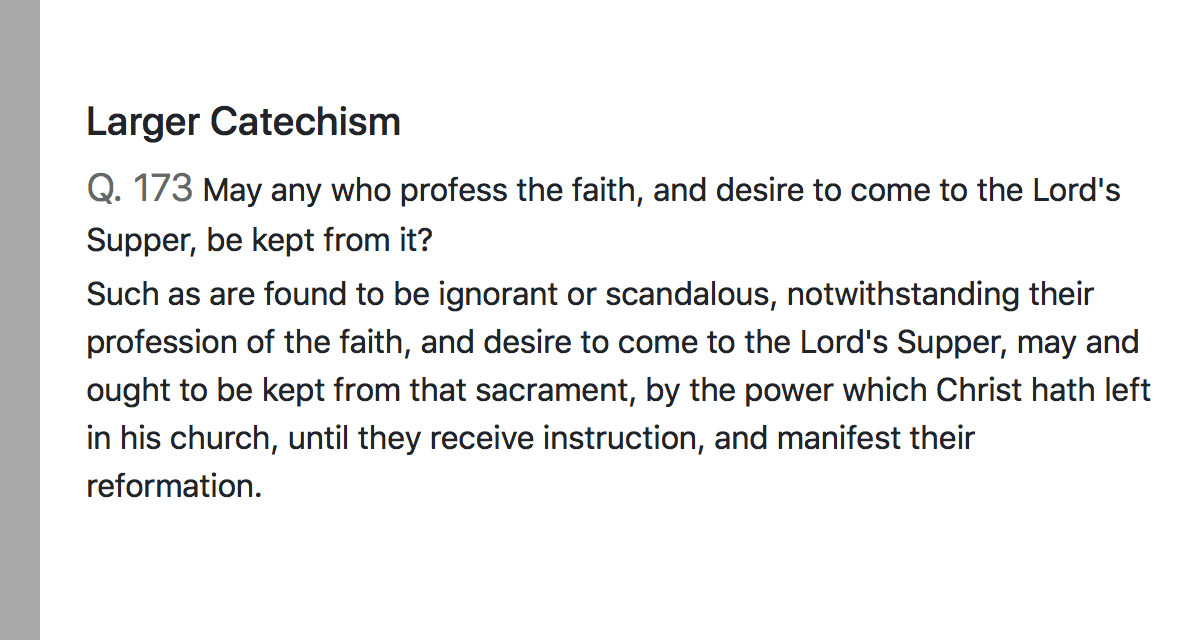 Larger Catechism
Q. 173 May any who profess the faith, and desire to come to the Lord's
Supper, be kept from it?
Such as are found to be ignorant or scandalous, notwithstanding their
profession of the faith, and desire to come to the Lord's Supper, may and
ought to be kept from that sacrament, by the power which Christ hath left
in his church, until they receive instruction, and manifest their
reformation.